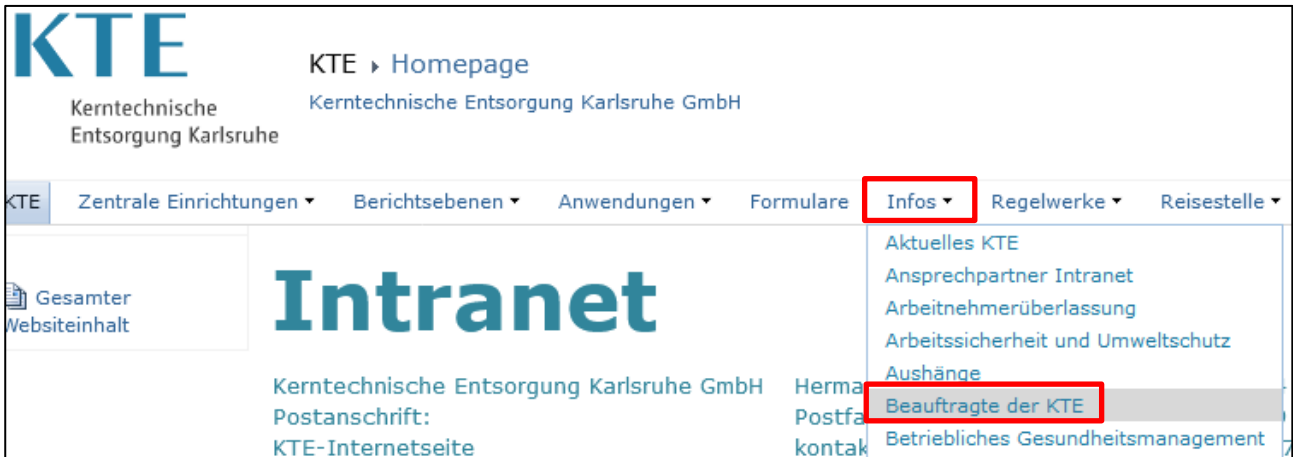 KTE
Kerntechnische
Entsorgung Karlsruhe
KTE ▸ Homepage
Kerntechnische Entsorgung Karlsruhe GmbH
KTE Zentrale Einrichtungen ▾ Berichtsebenen ▾ Anwendungen ▾ Formulare Infos ▾ Regelwerke ▾ Reisestelle ▾
Aktuelles KTE
Ansprechpartner Intranet
Arbeitnehmerüberlassung
Arbeitssicherheit und Umweltschutz
Aushänge
Beauftragte der KTE
Betriebliches Gesundheitsmanagement
Gesamter
Websiteinhalt
Intranet
Kerntechnische Entsorgung Karlsruhe GmbH
Postanschrift:
KTE-Internetseite